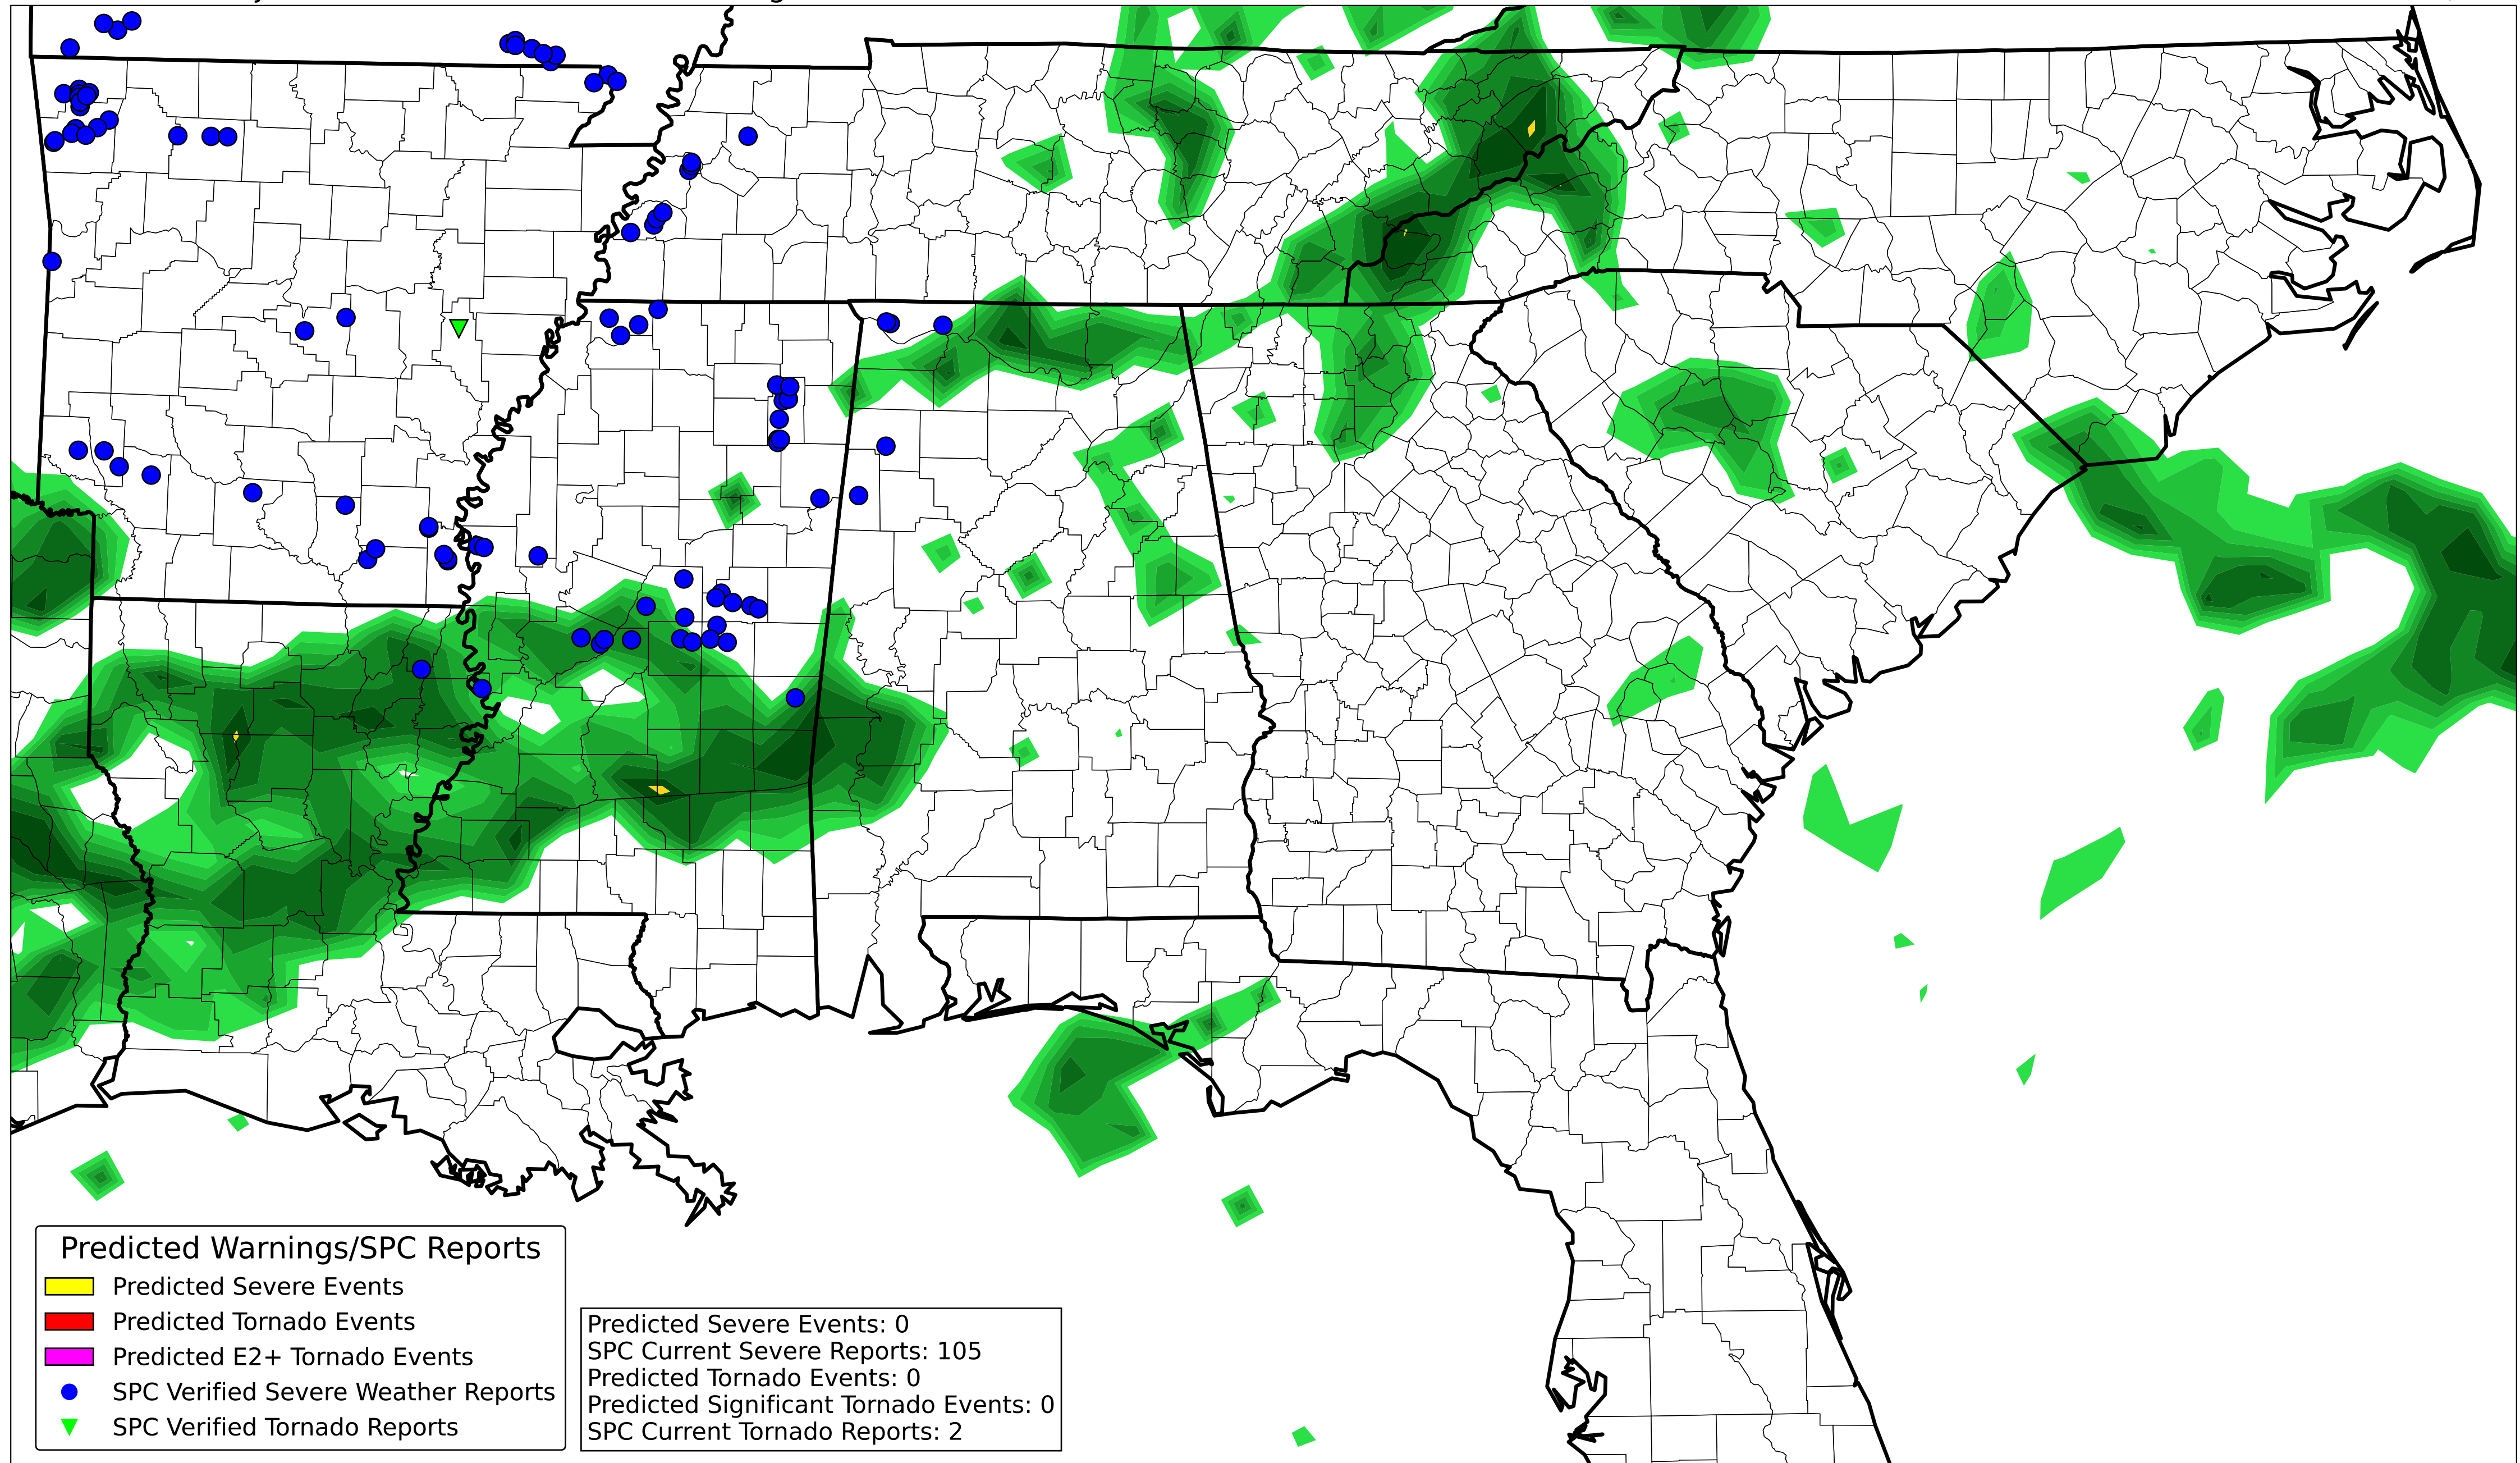 Predicted Warnings/SPC Reports
Predicted Severe Events
Predicted Tornado Events
Predicted E2+ Tornado Events
SPC Verified Severe Weather Reports
SPC Verified Tornado Reports
Predicted Severe Events: 0
SPC Current Severe Reports: 105
Predicted Tornado Events: 0
Predicted Significant Tornado Events: 0
SPC Current Tornado Reports: 2